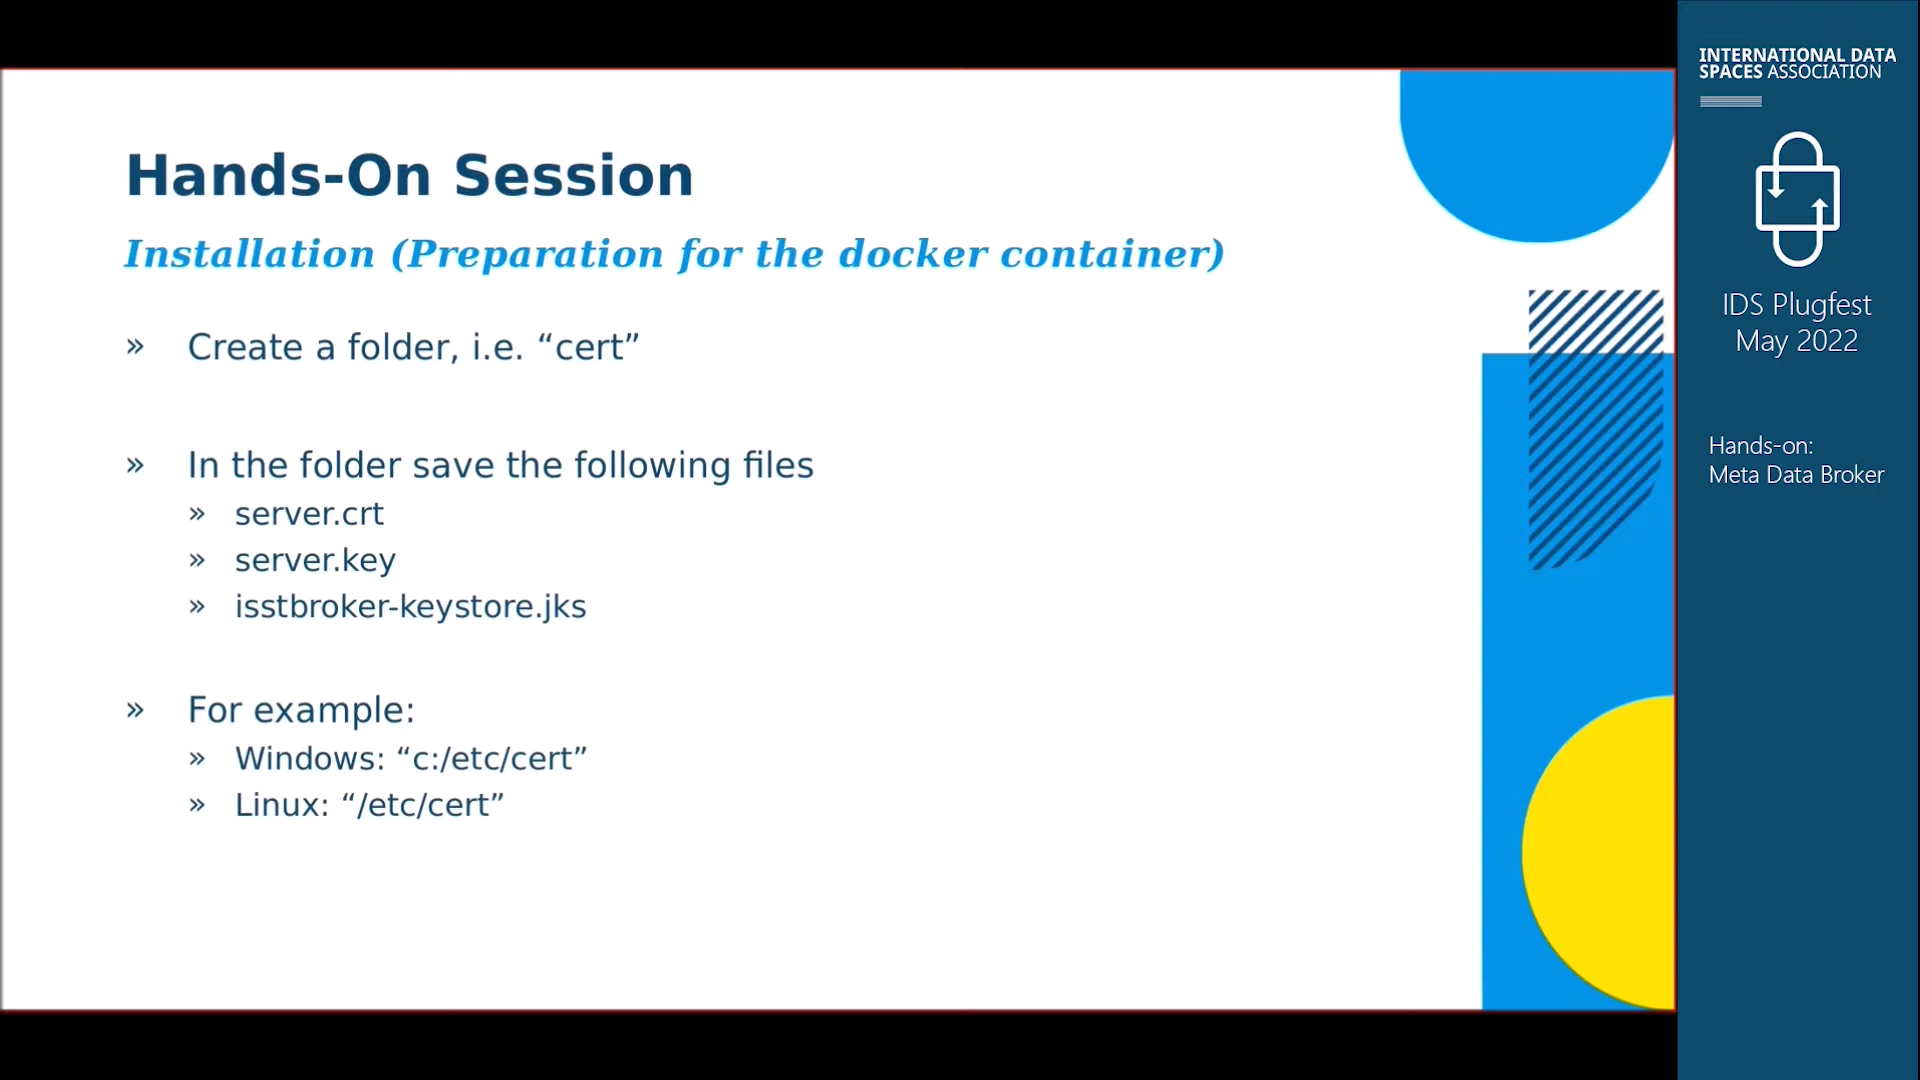 Hands-On Session
Installation (Preparation for the docker container)
» Create a folder, i.e. “cert”
» In the folder save the following files
» server.crt
» server.key
» isstbroker-keystore.jks
» For example:
» Windows: “c:/etc/cert”
» Linux: “/etc/cert”
INTERNATIONAL DATA
SPACES ASSOCIATION
IDS Plugfest
May 2022
Hands-on:
Meta Data Broker